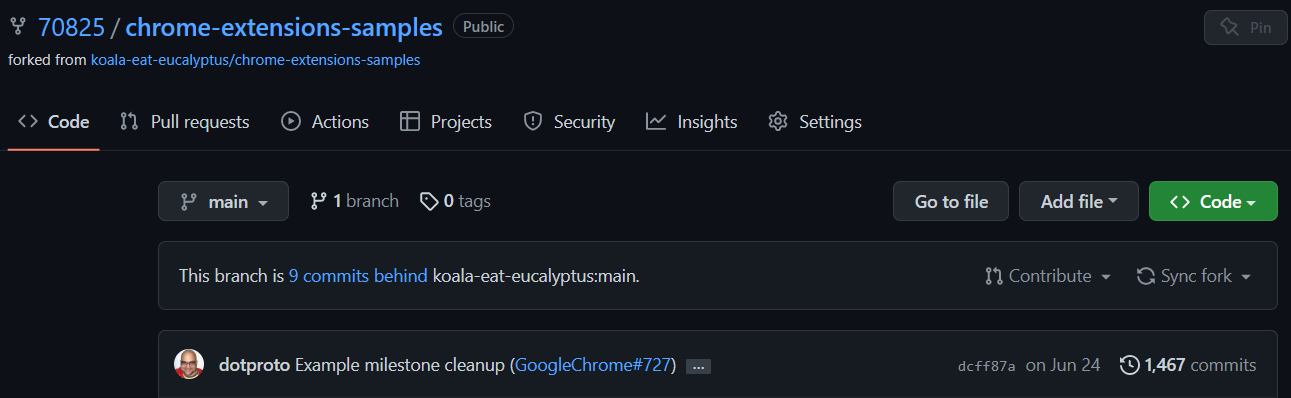 70825 / chrome-extensions-samples Public Pin
forked from koala-eat-eucalyptus/chrome-extensions-samples
Code Pull requests Actions Projects Security Insights Settings
main 1 branch 0 tags Go to file Add file Code
This branch is 9 commits behind koala-eat-eucalyptus:main. Contribute Sync fork
dotproto Example milestone cleanup (GoogleChrome#727) ... dcff87a on Jun 24 1,467 commits